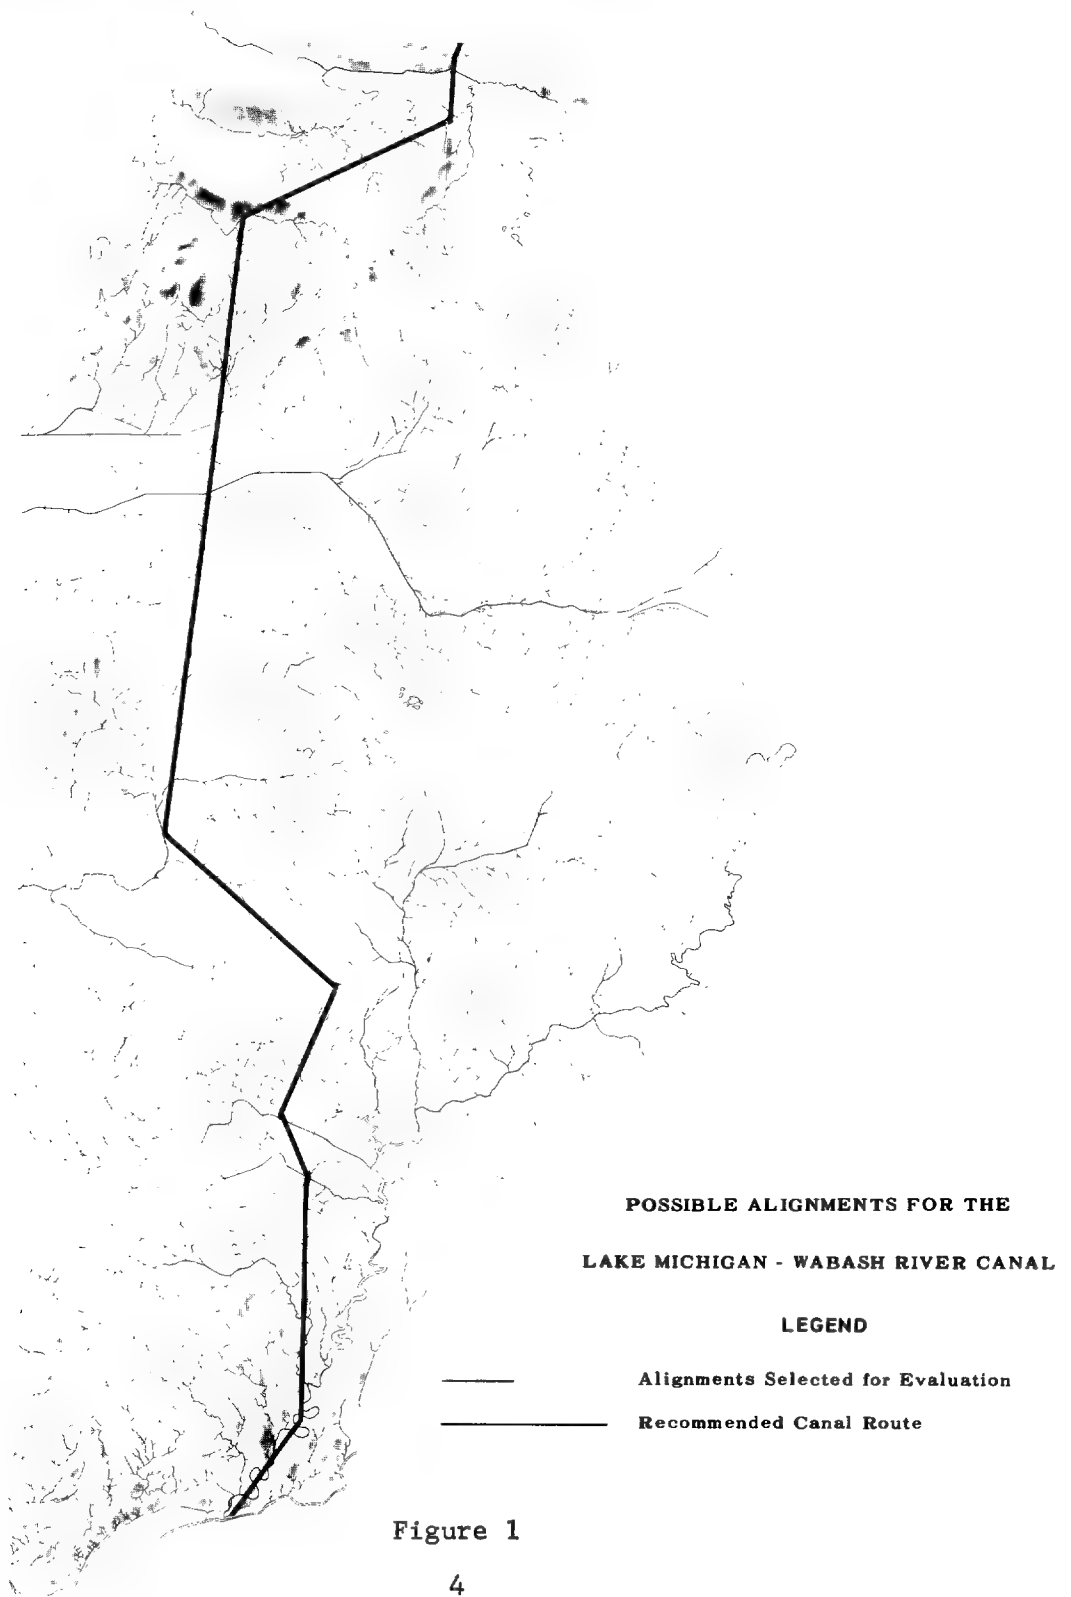 POSSIBLE ALIGNMENTS FOR THE
LAKE MICHIGAN - WABASH RIVER CANAL
LEGEND
Alignments Selected for Evaluation
Recommended Canal Route
Figure 1
4